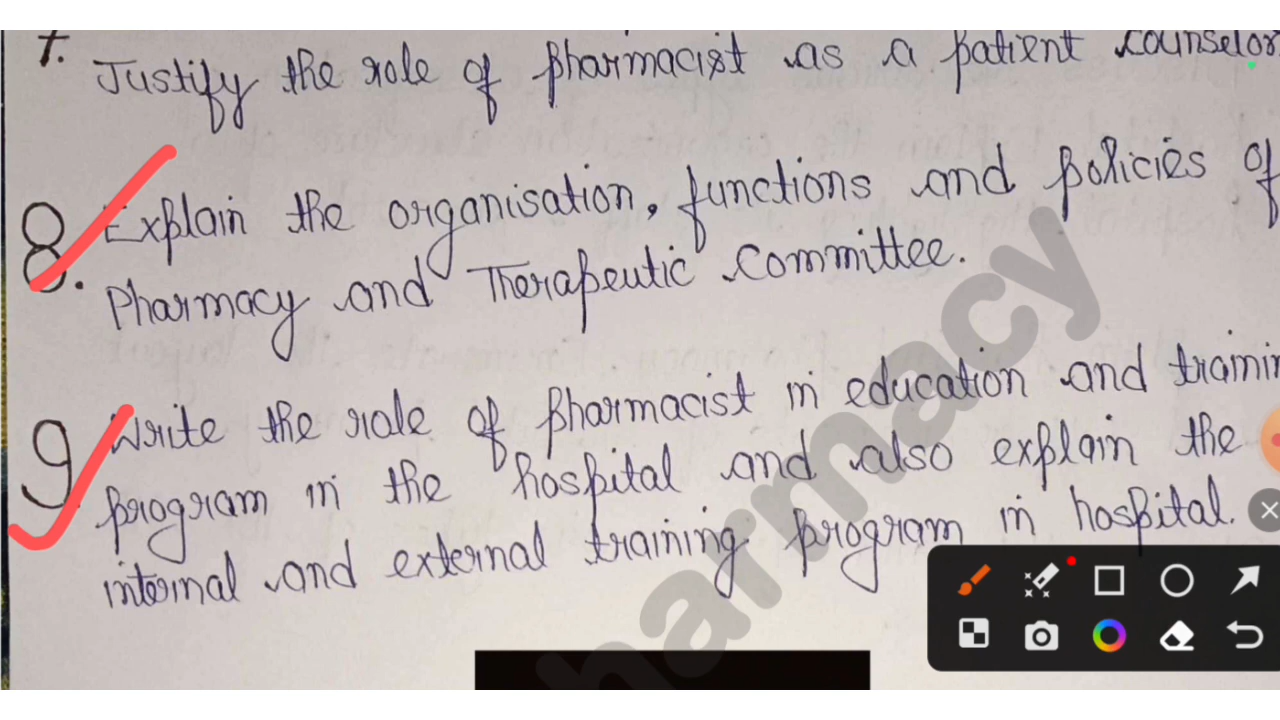 7. Justify the role of pharmacist as a patient counselor
8. Explain the organisation, functions and policies of
Pharmacy and Therapeutic Committee.
9. Write the role of pharmacist in education and trainin
program in the hospital and also explain the
internal and external training program in hospital.
harmacy